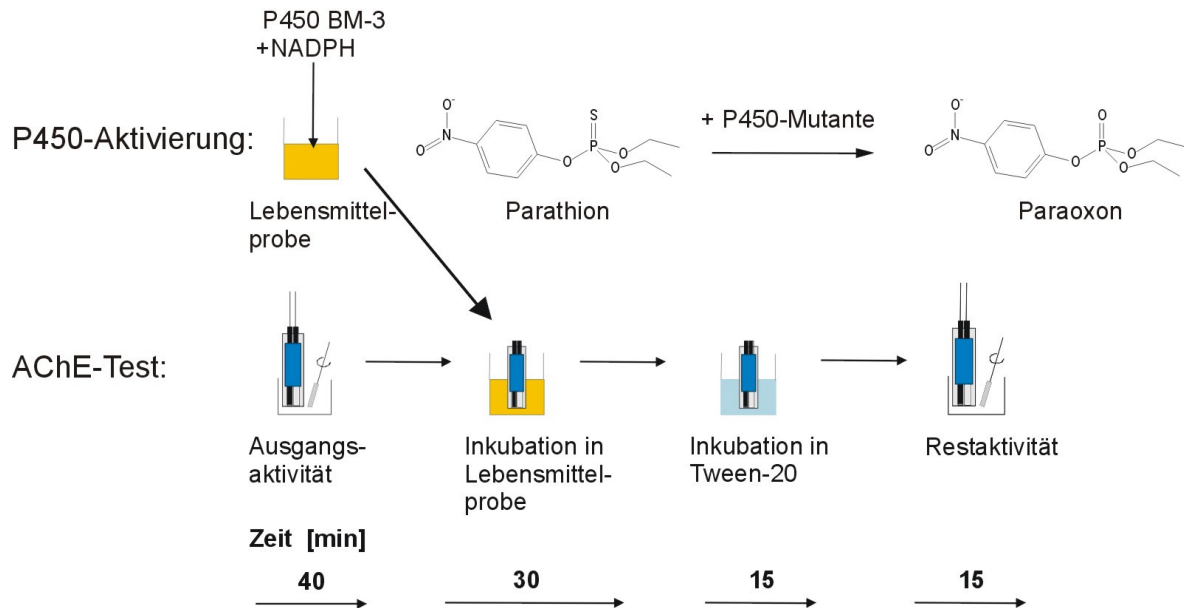 P450 BM-3
+NADPH
P450-Aktivierung:
O⁻
N
O
S
O
P
O
O
+ P450-Mutante
O⁻
N
O
O
O
P
O
O
Lebensmittel-
probe
Parathion
Paraoxon
AChE-Test:
Ausgangs-
aktivität
Inkubation in
Lebensmittel-
probe
Inkubation in
Tween-20
Restaktivität
Zeit [min]
40 30 15 15